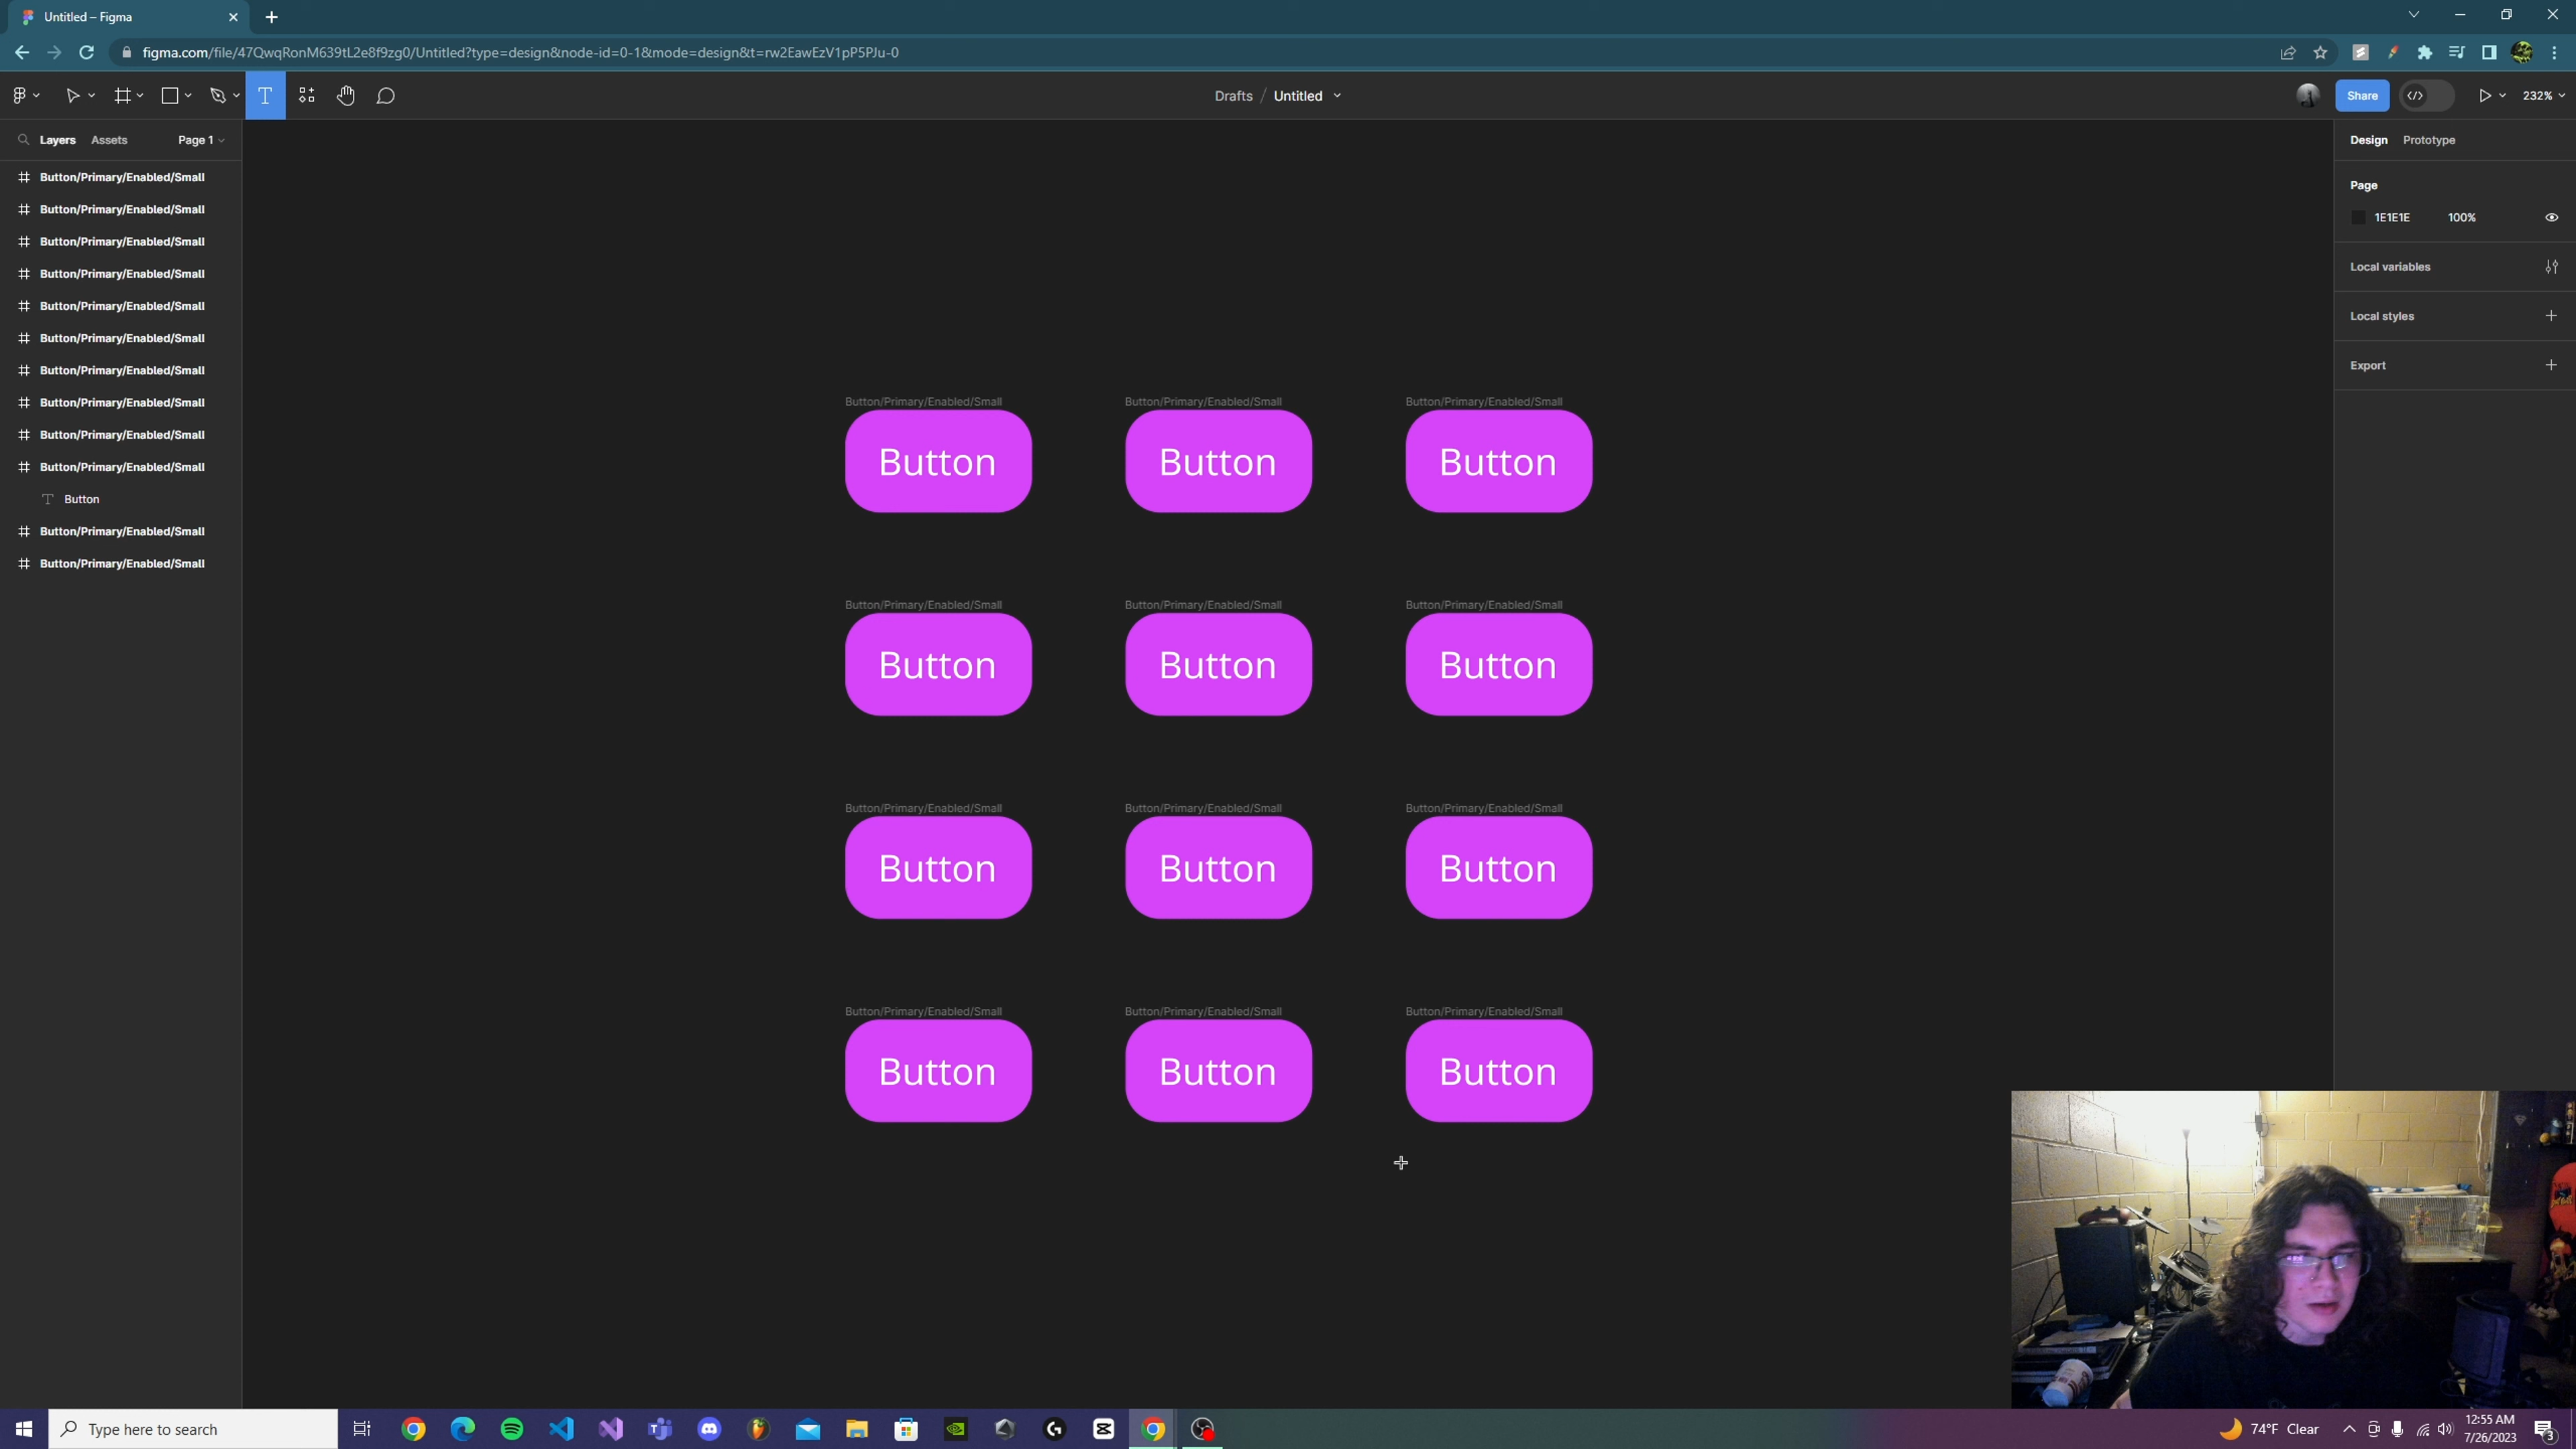 Untitled – Figma
figma.com/file/47QwqRonM639tL2e8f9zg0/Untitled?type=design&node-id=0-1&mode=design&t=rw2EawEzV1pP5PJu-0
Drafts / Untitled
Share
232%
Layers Assets Page 1
Design Prototype
Button/Primary/Enabled/Small
Button/Primary/Enabled/Small
Button/Primary/Enabled/Small
Button/Primary/Enabled/Small
Button/Primary/Enabled/Small
Button/Primary/Enabled/Small
Button/Primary/Enabled/Small
Button/Primary/Enabled/Small
Button/Primary/Enabled/Small
Button/Primary/Enabled/Small
Button
Button/Primary/Enabled/Small
Button/Primary/Enabled/Small
Page
1E1E1E 100%
Local variables
Local styles
Export
Button/Primary/Enabled/Small Button/Primary/Enabled/Small Button/Primary/Enabled/Small
Button Button Button
Button/Primary/Enabled/Small Button/Primary/Enabled/Small Button/Primary/Enabled/Small
Button Button Button
Button/Primary/Enabled/Small Button/Primary/Enabled/Small Button/Primary/Enabled/Small
Button Button Button
Button/Primary/Enabled/Small Button/Primary/Enabled/Small Button/Primary/Enabled/Small
Button Button Button
Type here to search
74°F Clear
12:55 AM
7/26/2023
3